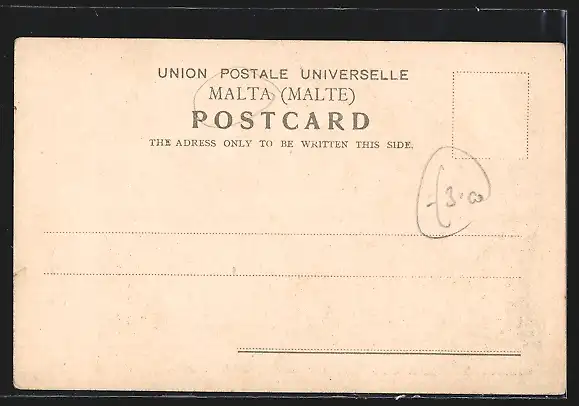 UNION POSTALE UNIVERSELLE
MALTA (MALTE)
POSTCARD
THE ADRESS ONLY TO BE WRITTEN THIS SIDE.